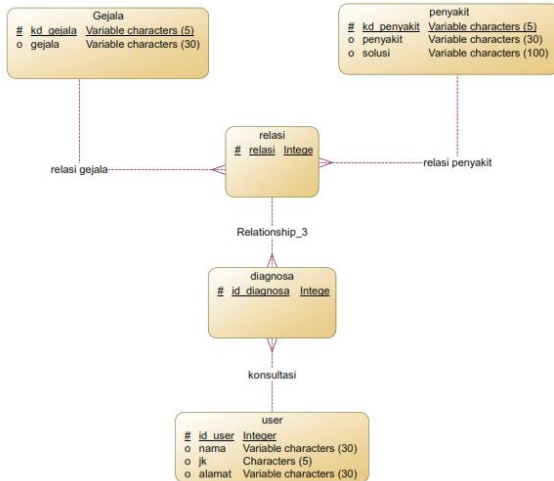 Gejala
# kd_gejala Variable characters (5)
o gejala Variable characters (30)
penyakit
# kd_penyakit Variable characters (5)
o penyakit Variable characters (30)
o solusi Variable characters (100)
relasi
# relasi Intege
relasi gejala
relasi penyakit
Relationship_3
diagnosa
# id_diagnosa Intege
konsultasi
user
# id_user Integer
o nama Variable characters (30)
o jk Characters (5)
o alamat Variable characters (30)